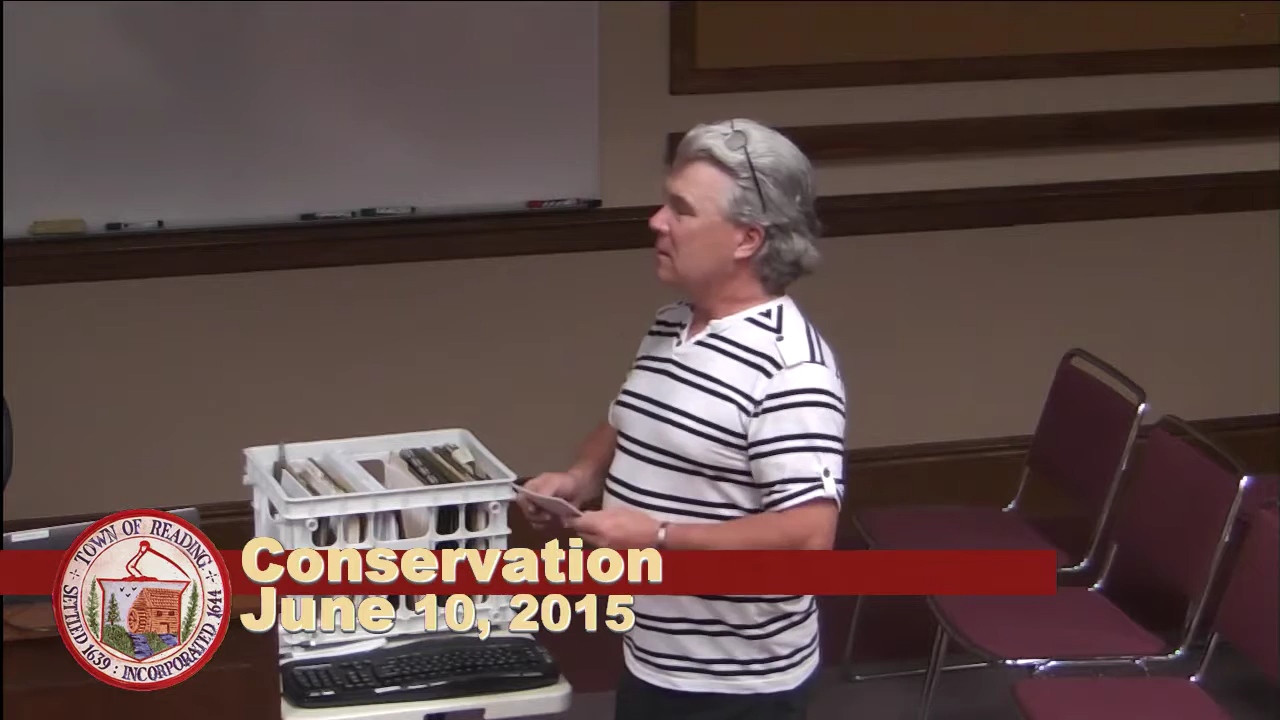 TOWN OF READING
SETTLED 1639 : INCORPORATED 1644
Conservation
June 10, 2015